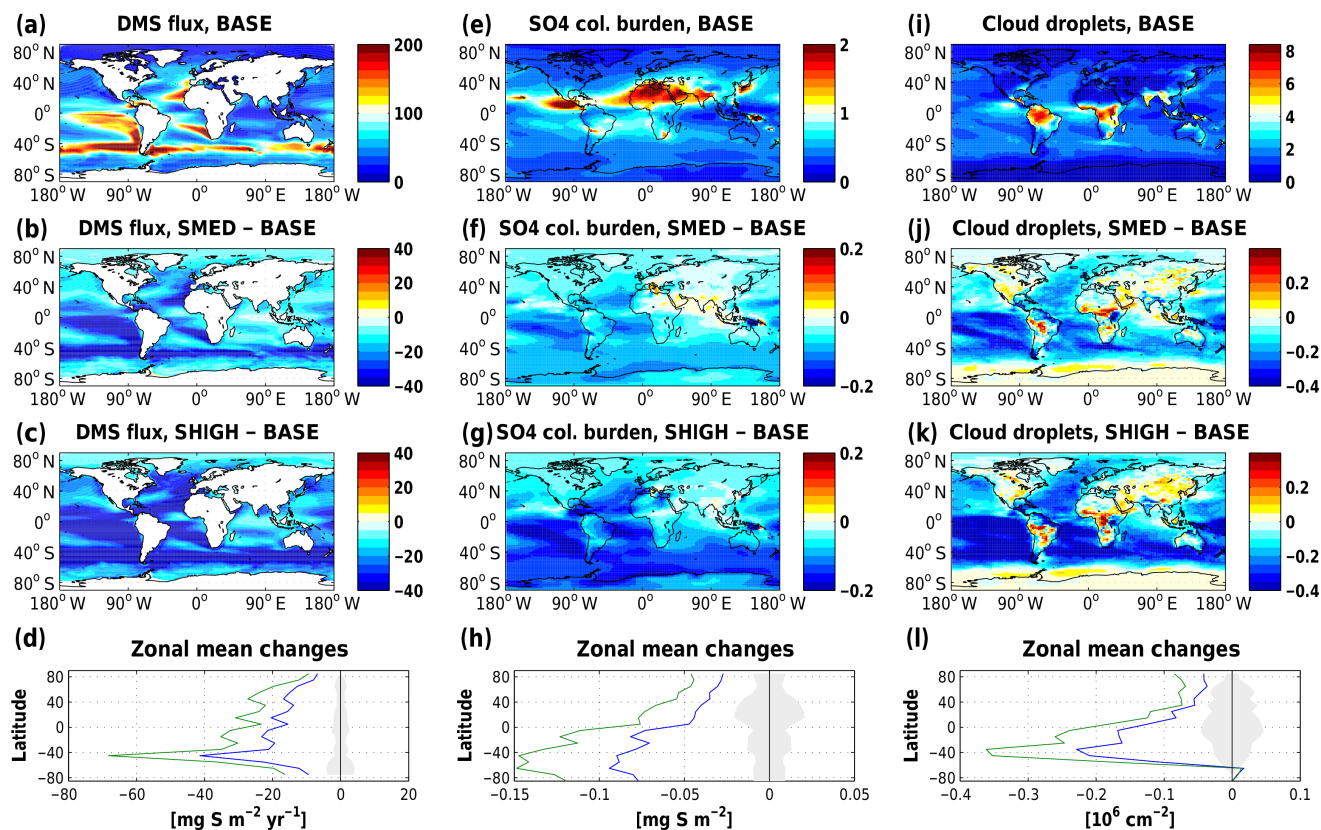 (a) DMS flux, BASE
80° N
40° N
0°
40° S
80° S
180° W 90° W 0° 90° E 180° W
200
100
0
(e) SO4 col. burden, BASE
80° N
40° N
0°
40° S
80° S
180° W 90° W 0° 90° E 180° W
2
1
0
(i) Cloud droplets, BASE
80° N
40° N
0°
40° S
80° S
180° W 90° W 0° 90° E 180° W
8
6
4
2
0
(b) DMS flux, SMED – BASE
80° N
40° N
0°
40° S
80° S
180° W 90° W 0° 90° E 180° W
40
20
0
−20
−40
(f) SO4 col. burden, SMED – BASE
80° N
40° N
0°
40° S
80° S
180° W 90° W 0° 90° E 180° W
0.2
0
−0.2
(j) Cloud droplets, SMED – BASE
80° N
40° N
0°
40° S
80° S
180° W 90° W 0° 90° E 180° W
0.2
0
−0.2
−0.4
(c) DMS flux, SHIGH – BASE
80° N
40° N
0°
40° S
80° S
180° W 90° W 0° 90° E 180° W
40
20
0
−20
−40
(g) SO4 col. burden, SHIGH – BASE
80° N
40° N
0°
40° S
80° S
180° W 90° W 0° 90° E 180° W
0.2
0
−0.2
(k) Cloud droplets, SHIGH – BASE
80° N
40° N
0°
40° S
80° S
180° W 90° W 0° 90° E 180° W
0.2
0
−0.2
−0.4
(d) Zonal mean changes
Latitude
80
40
0
−40
−80
−80 −60 −40 −20 0 20
[mg S m⁻² yr⁻¹]
(h) Zonal mean changes
Latitude
80
40
0
−40
−80
−0.15 −0.1 −0.05 0 0.05
[mg S m⁻²]
(l) Zonal mean changes
Latitude
80
40
0
−40
−80
−0.4 −0.3 −0.2 −0.1 0 0.1
[10⁶ cm⁻²]